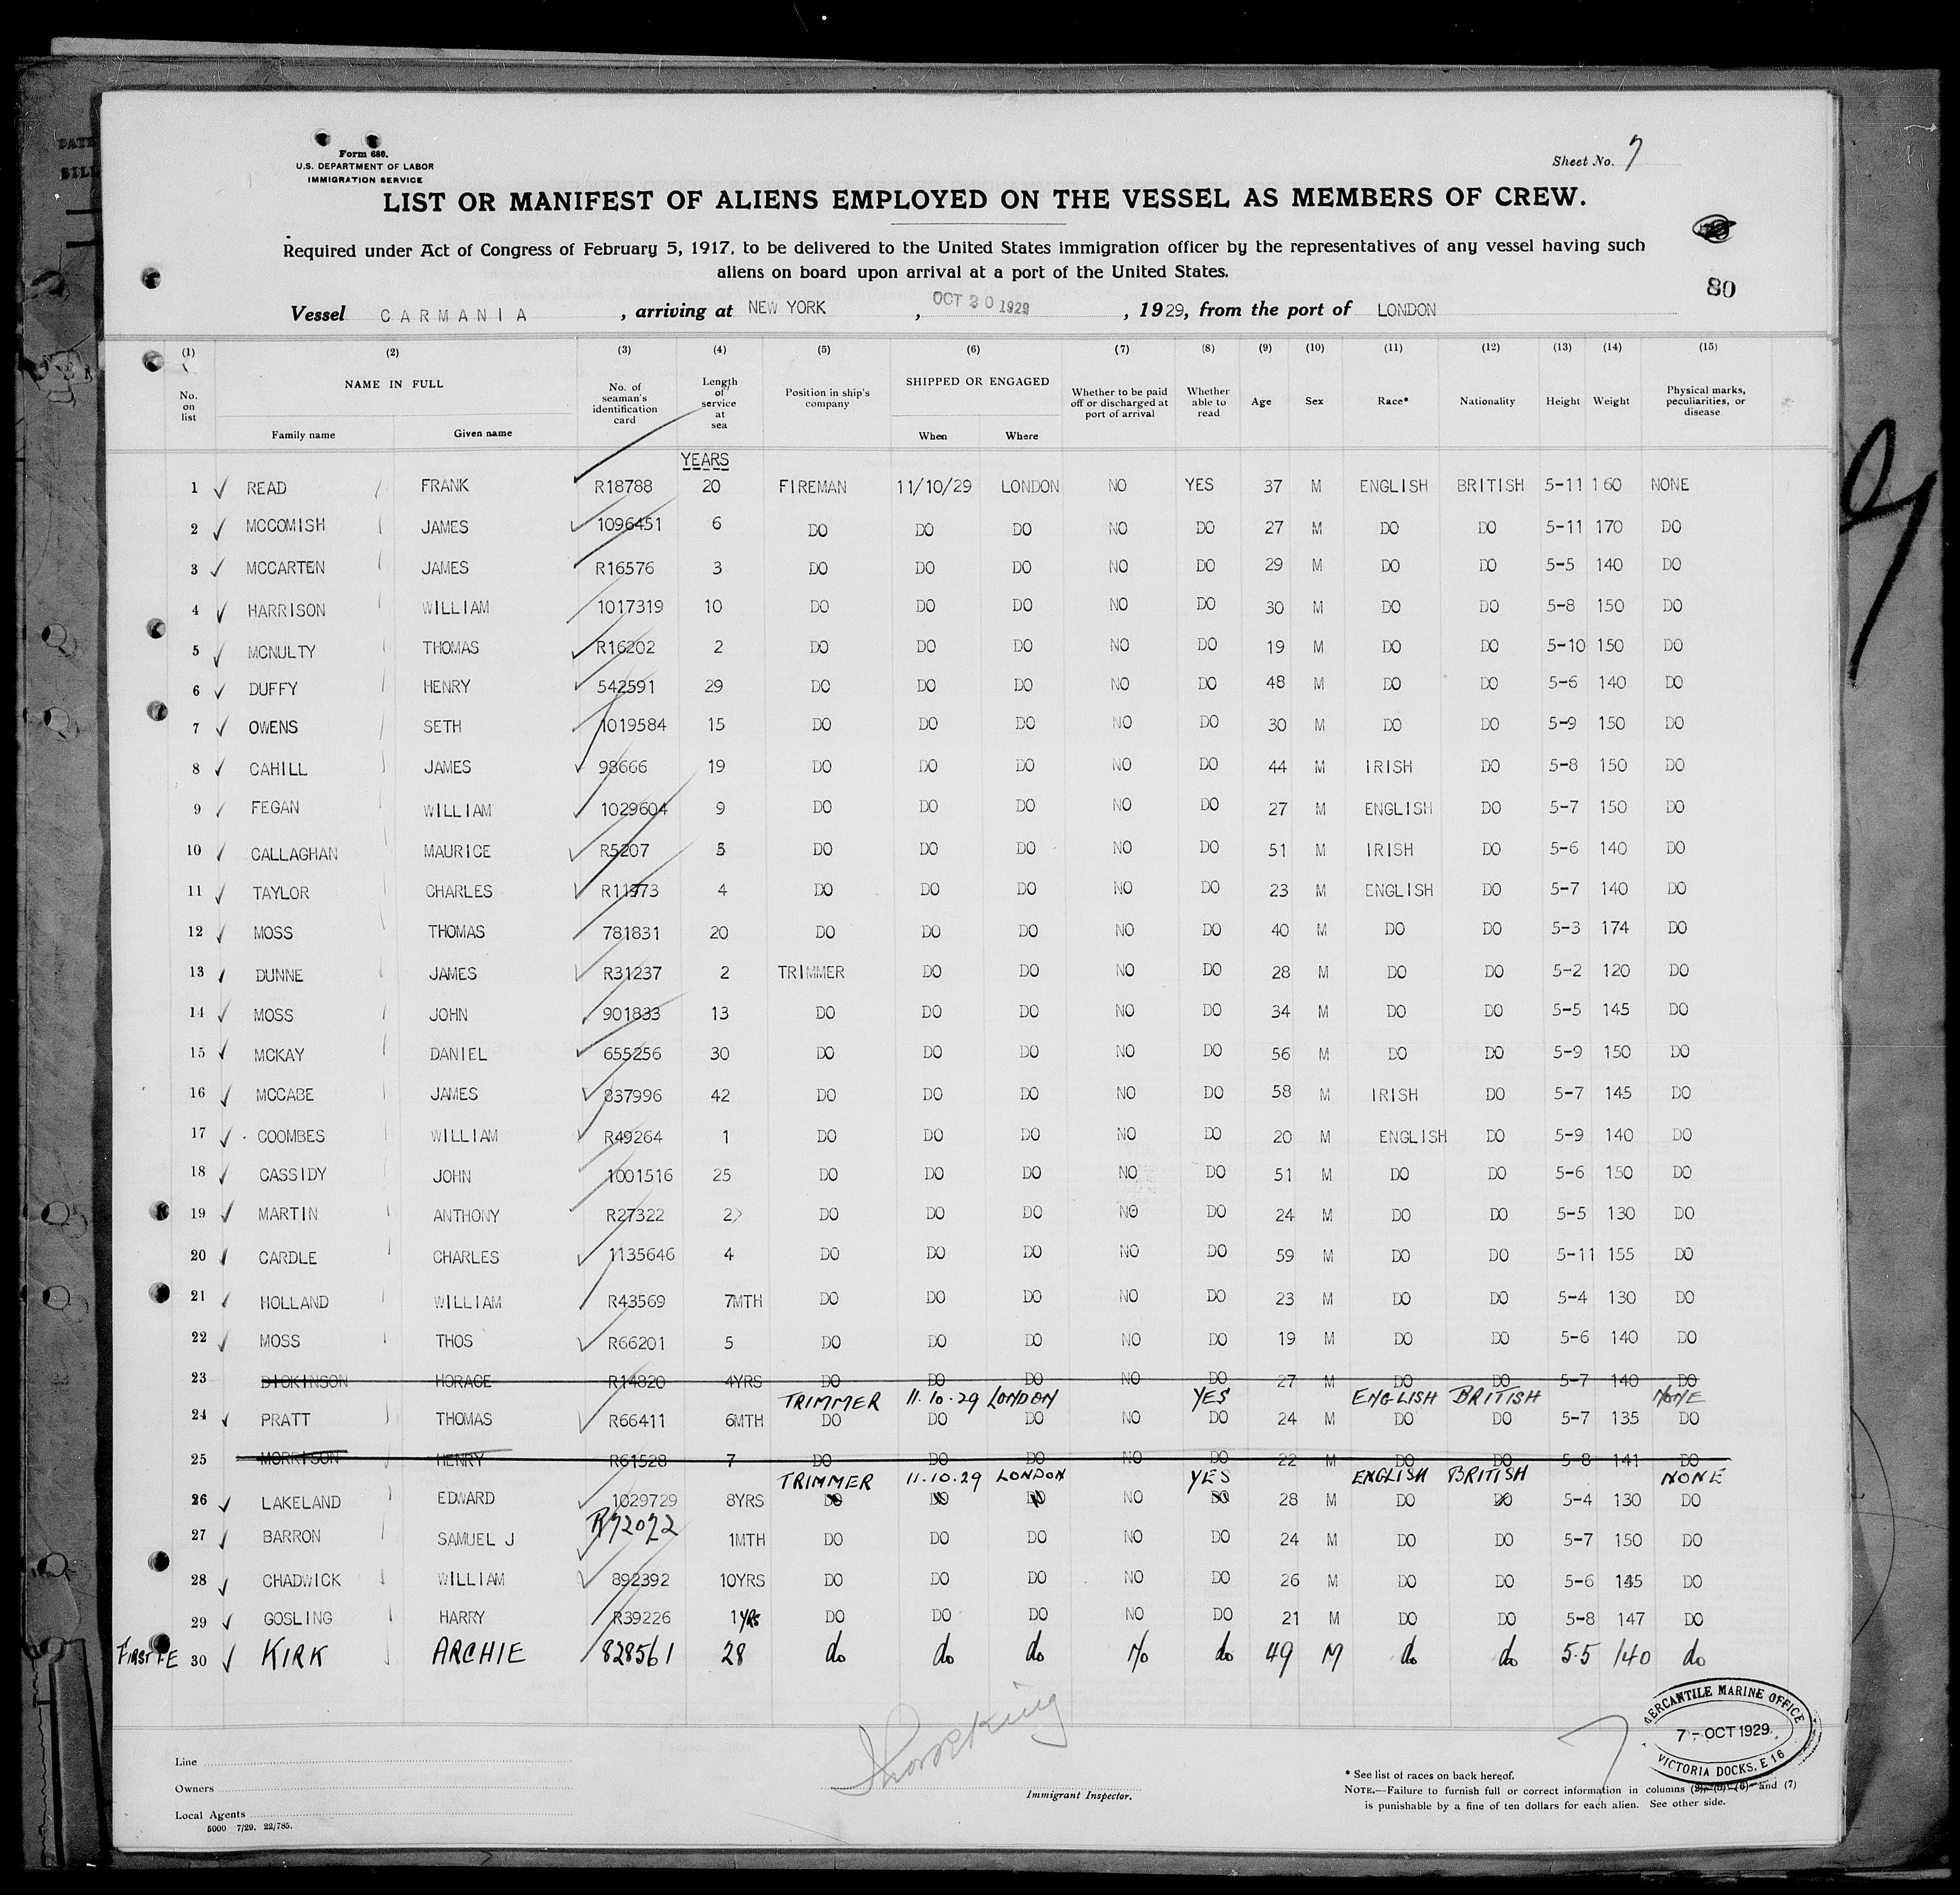 Form 680.
U.S. DEPARTMENT OF LABOR
IMMIGRATION SERVICE
Sheet No. 7
LIST OR MANIFEST OF ALIENS EMPLOYED ON THE VESSEL AS MEMBERS OF CREW.
Required under Act of Congress of February 5, 1917, to be delivered to the United States immigration officer by the representatives of any vessel having such
aliens on board upon arrival at a port of the United States.
80
Vessel CARMANIA , arriving at NEW YORK , OCT 20 1929 , 1929, from the port of LONDON
(1) (2) (3) (4) (5) (6) (7) (8) (9) (10) (11) (12) (13) (14) (15)
No. on list NAME IN FULL Family name Given name No. of seaman's identification card Length of service at sea Position in ship's company SHIPPED OR ENGAGED When Where Whether to be paid off or discharged at port of arrival Whether able to read Age Sex Race* Nationality Height Weight Physical marks, peculiarities, or disease
YEARS
1 READ FRANK R18788 20 FIREMAN 11/10/29 LONDON NO YES 37 M ENGLISH BRITISH 5-11 160 NONE
2 MCCOMISH JAMES 1096451 6 DO DO DO NO DO 27 M DO DO 5-11 170 DO
3 MCCARTEN JAMES R16576 3 DO DO DO NO DO 29 M DO DO 5-5 140 DO
4 HARRISON WILLIAM 1017319 10 DO DO DO NO DO 30 M DO DO 5-8 150 DO
5 MCNULTY THOMAS R16202 2 DO DO DO NO DO 19 M DO DO 5-10 150 DO
6 DUFFY HENRY 542591 29 DO DO DO NO DO 48 M DO DO 5-6 140 DO
7 OWENS SETH 1019584 15 DO DO DO NO DO 30 M DO DO 5-9 150 DO
8 CAHILL JAMES 98666 19 DO DO DO NO DO 44 M IRISH DO 5-8 150 DO
9 FEGAN WILLIAM 1029604 9 DO DO DO NO DO 27 M ENGLISH DO 5-7 150 DO
10 CALLAGHAN MAURICE R5207 5 DO DO DO NO DO 51 M IRISH DO 5-6 140 DO
11 TAYLOR CHARLES R11973 4 DO DO DO NO DO 23 M ENGLISH DO 5-7 140 DO
12 MOSS THOMAS 781831 20 DO DO DO NO DO 40 M DO DO 5-3 174 DO
13 DUNNE JAMES R31237 2 TRIMMER DO DO NO DO 28 M DO DO 5-2 120 DO
14 MOSS JOHN 901833 13 DO DO DO NO DO 34 M DO DO 5-5 145 DO
15 MCKAY DANIEL 655256 30 DO DO DO NO DO 56 M DO DO 5-9 150 DO
16 MCCABE JAMES 837996 42 DO DO DO NO DO 58 M IRISH DO 5-7 145 DO
17 COOMBES WILLIAM R49264 1 DO DO DO NO DO 20 M ENGLISH DO 5-9 140 DO
18 CASSIDY JOHN 1001516 25 DO DO DO NO DO 51 M DO DO 5-6 150 DO
19 MARTIN ANTHONY R27322 2 DO DO DO NO DO 24 M DO DO 5-5 130 DO
20 CARDLE CHARLES 1135646 4 DO DO DO NO DO 59 M DO DO 5-11 155 DO
21 HOLLAND WILLIAM R43569 7MTH DO DO DO NO DO 23 M DO DO 5-4 130 DO
22 MOSS THOS R66201 5 DO DO DO NO DO 19 M DO DO 5-6 140 DO
23 DICKINSON HORACE R14820 4YRS DO DO DO NO DO 27 M DO DO 5-7 140 DO
TRIMMER 11.10.29 LONDON YES ENGLISH BRITISH NONE
24 PRATT THOMAS R66411 6MTH DO DO DO NO DO 24 M DO DO 5-7 135 DO
25 MORRISON HENRY R61528 7 DO DO DO NO DO 22 M DO DO 5-8 141 DO
TRIMMER 11.10.29 LONDON YES ENGLISH BRITISH NONE
26 LAKELAND EDWARD 1029729 8YRS DO DO DO NO DO 28 M DO DO 5-4 130 DO
27 BARRON SAMUEL J R72072 1MTH DO DO DO NO DO 24 M DO DO 5-7 150 DO
28 CHADWICK WILLIAM 892392 10YRS DO DO DO NO DO 26 M DO DO 5-6 145 DO
29 GOSLING HARRY R39226 1 YRS DO DO DO NO DO 21 M DO DO 5-8 147 DO
30 KIRK ARCHIE 828561 28 do do do No do 49 M do do 5.5 140 do
MERCANTILE MARINE OFFICE
7-OCT 1929
VICTORIA DOCKS. E 16
Line
Owners
Local Agents
5000 7/29. 22/785.
Immigrant Inspector.
* See list of races on back hereof.
NOTE.—Failure to furnish full or correct information in columns (2), (5), (6) and (7)
is punishable by a fine of ten dollars for each alien. See other side.